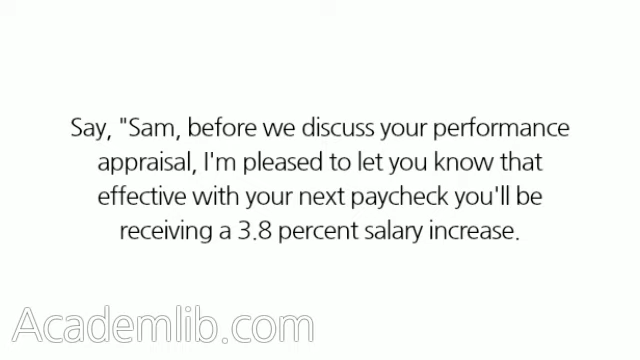 Say, "Sam, before we discuss your performance
appraisal, I'm pleased to let you know that
effective with your next paycheck you'll be
receiving a 3.8 percent salary increase.
Academlib.com